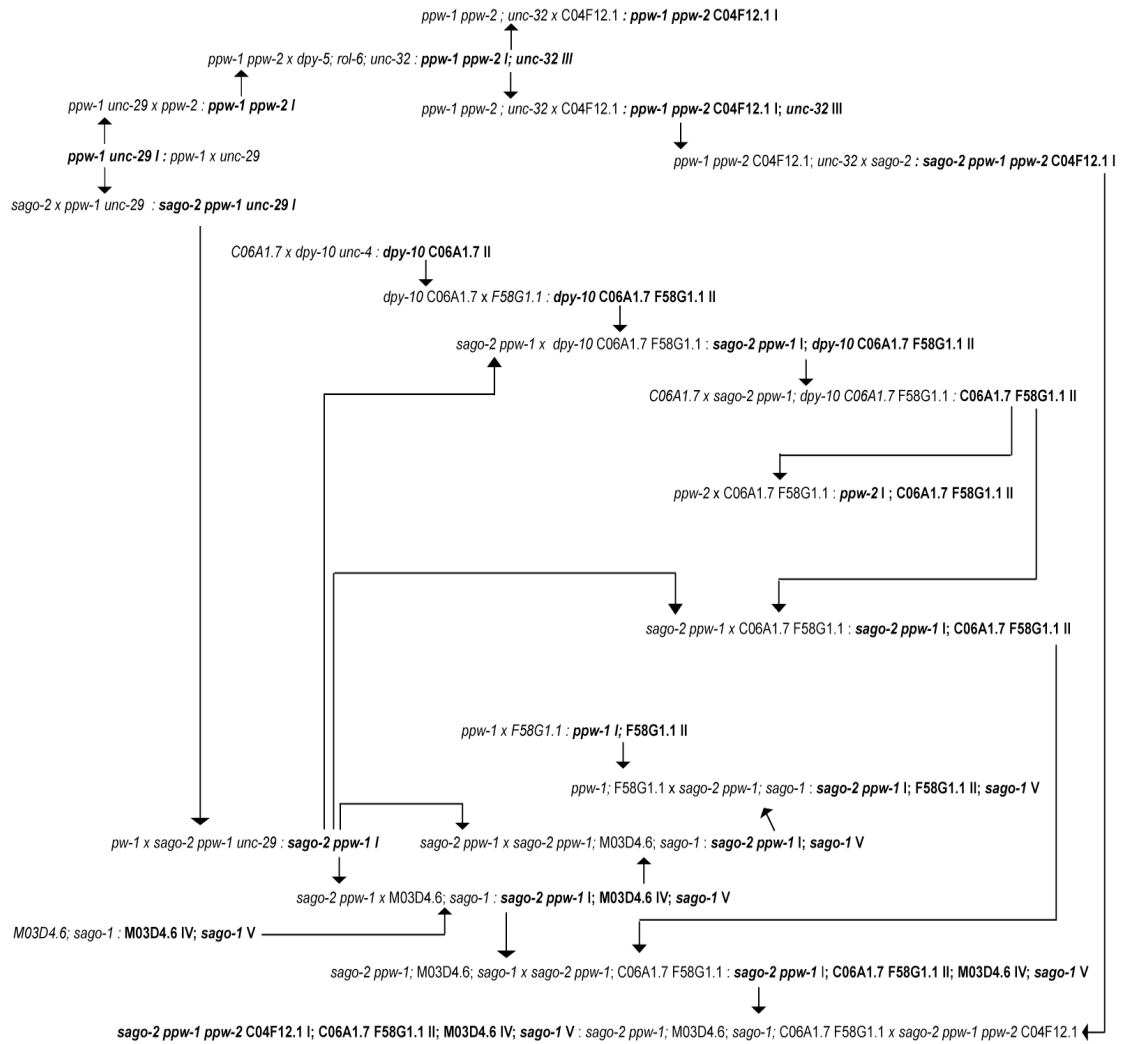 ppw-1 ppw-2 ; unc-32 x C04F12.1 : ppw-1 ppw-2 C04F12.1 I
ppw-1 ppw-2 x dpy-5; rol-6; unc-32 : ppw-1 ppw-2 I; unc-32 III
ppw-1 unc-29 x ppw-2 : ppw-1 ppw-2 I
ppw-1 ppw-2 ; unc-32 x C04F12.1 : ppw-1 ppw-2 C04F12.1 I; unc-32 III
ppw-1 unc-29 I : ppw-1 x unc-29
ppw-1 ppw-2 C04F12.1; unc-32 x sago-2 : sago-2 ppw-1 ppw-2 C04F12.1 I
sago-2 x ppw-1 unc-29 : sago-2 ppw-1 unc-29 I
C06A1.7 x dpy-10 unc-4 : dpy-10 C06A1.7 II
dpy-10 C06A1.7 x F58G1.1 : dpy-10 C06A1.7 F58G1.1 II
sago-2 ppw-1 x dpy-10 C06A1.7 F58G1.1 : sago-2 ppw-1 I; dpy-10 C06A1.7 F58G1.1 II
C06A1.7 x sago-2 ppw-1; dpy-10 C06A1.7 F58G1.1 : C06A1.7 F58G1.1 II
ppw-2 x C06A1.7 F58G1.1 : ppw-2 I ; C06A1.7 F58G1.1 II
sago-2 ppw-1 x C06A1.7 F58G1.1 : sago-2 ppw-1 I; C06A1.7 F58G1.1 II
ppw-1 x F58G1.1 : ppw-1 I; F58G1.1 II
ppw-1; F58G1.1 x sago-2 ppw-1; sago-1 : sago-2 ppw-1 I; F58G1.1 II; sago-1 V
pw-1 x sago-2 ppw-1 unc-29 : sago-2 ppw-1 I
sago-2 ppw-1 x sago-2 ppw-1; M03D4.6; sago-1 : sago-2 ppw-1 I; sago-1 V
sago-2 ppw-1 x M03D4.6; sago-1 : sago-2 ppw-1 I; M03D4.6 IV; sago-1 V
M03D4.6; sago-1 : M03D4.6 IV; sago-1 V
sago-2 ppw-1; M03D4.6; sago-1 x sago-2 ppw-1; C06A1.7 F58G1.1 : sago-2 ppw-1 I; C06A1.7 F58G1.1 II; M03D4.6 IV; sago-1 V
sago-2 ppw-1 ppw-2 C04F12.1 I; C06A1.7 F58G1.1 II; M03D4.6 IV; sago-1 V : sago-2 ppw-1; M03D4.6; sago-1; C06A1.7 F58G1.1 x sago-2 ppw-1 ppw-2 C04F12.1